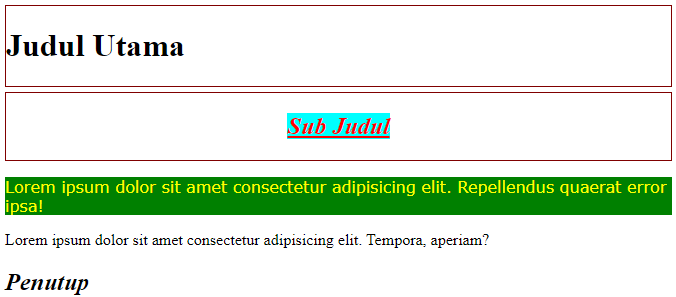 Judul Utama
Sub Judul
Lorem ipsum dolor sit amet consectetur adipisicing elit. Repellendus quaerat error
ipsa!
Lorem ipsum dolor sit amet consectetur adipisicing elit. Tempora, aperiam?
Penutup